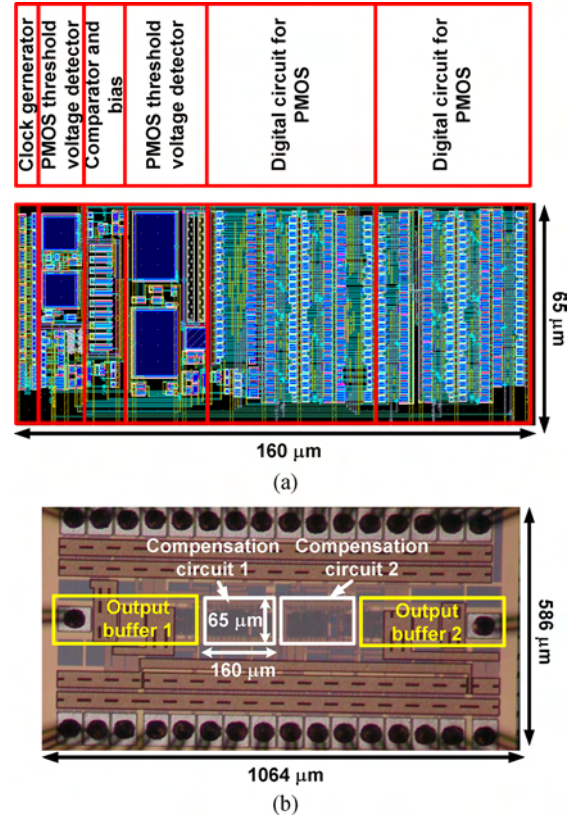 Clock gernerator
PMOS threshold
voltage detector
Comparator and
bias
PMOS threshold
voltage detector
Digital circuit for
PMOS
Digital circuit for
PMOS
65 μm
160 μm
(a)
Compensation
circuit 1
Compensation
circuit 2
Output
buffer 1
65 μm
160 μm
Output
buffer 2
586 μm
1064 μm
(b)